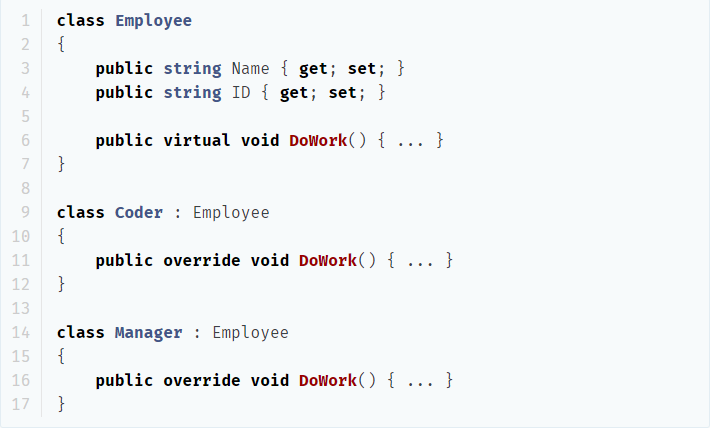 1 class Employee
2 {
3     public string Name { get; set; }
4     public string ID { get; set; }
5
6     public virtual void DoWork() { ... }
7 }
8
9 class Coder : Employee
10 {
11     public override void DoWork() { ... }
12 }
13
14 class Manager : Employee
15 {
16     public override void DoWork() { ... }
17 }